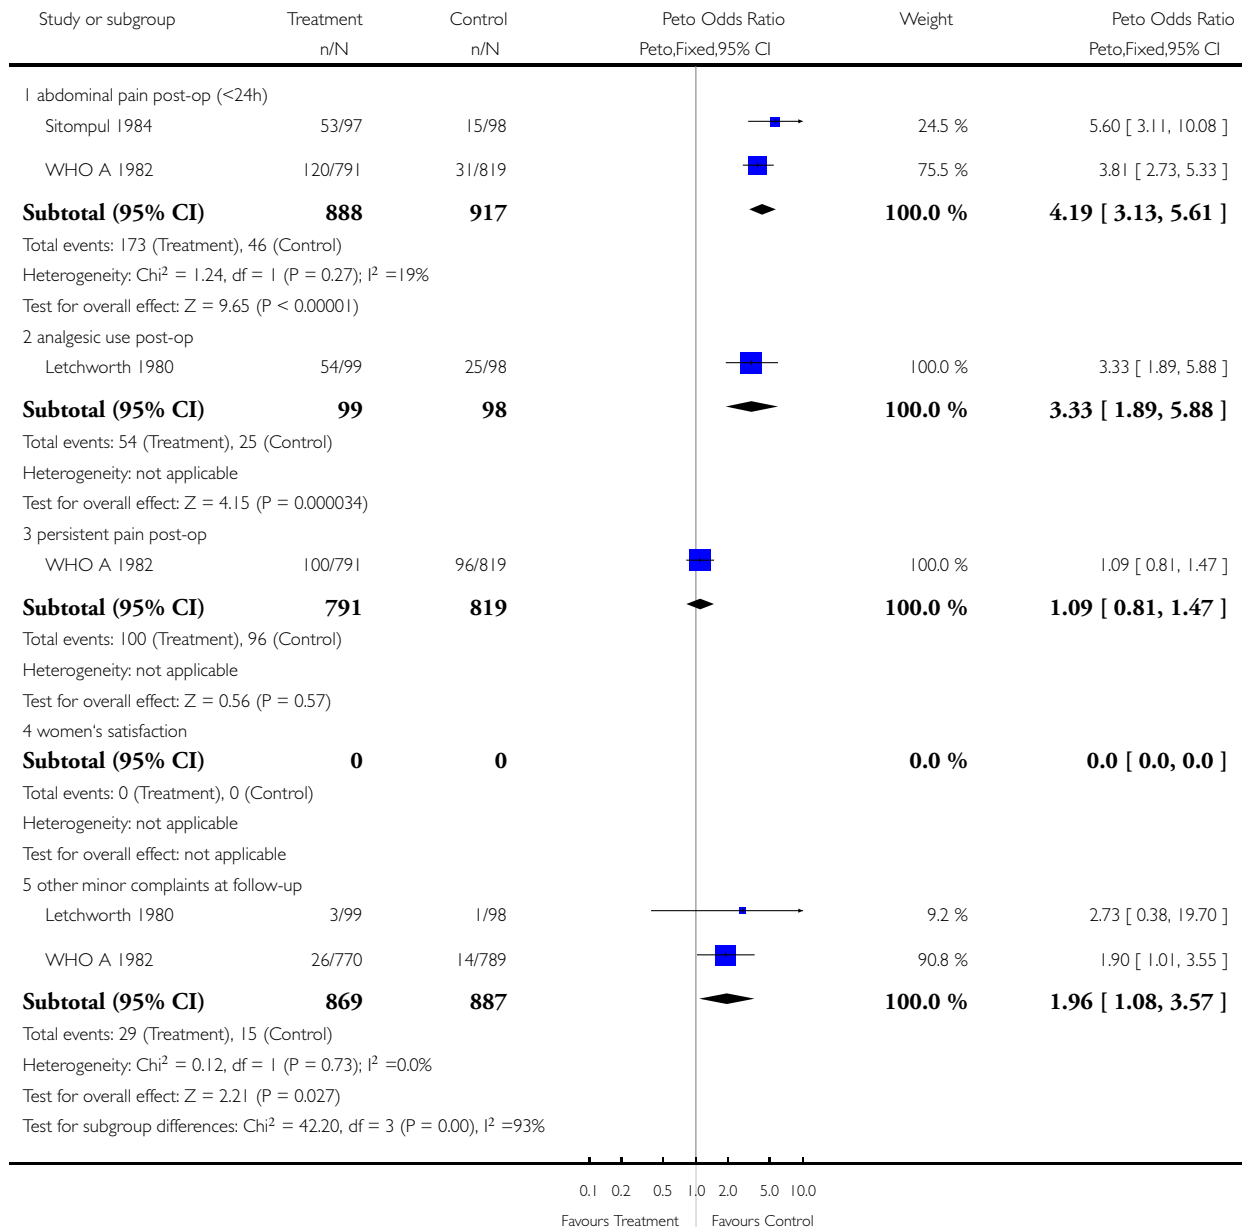 Study or subgroup Treatment Control Peto Odds Ratio Weight Peto Odds Ratio
n/N n/N Peto,Fixed,95% CI Peto,Fixed,95% CI
1 abdominal pain post-op (<24h)
Sitompul 1984 53/97 15/98 24.5 % 5.60 [ 3.11, 10.08 ]
WHO A 1982 120/791 31/819 75.5 % 3.81 [ 2.73, 5.33 ]
Subtotal (95% CI) 888 917 100.0 % 4.19 [ 3.13, 5.61 ]
Total events: 173 (Treatment), 46 (Control)
Heterogeneity: Chi² = 1.24, df = 1 (P = 0.27); I² =19%
Test for overall effect: Z = 9.65 (P < 0.00001)
2 analgesic use post-op
Letchworth 1980 54/99 25/98 100.0 % 3.33 [ 1.89, 5.88 ]
Subtotal (95% CI) 99 98 100.0 % 3.33 [ 1.89, 5.88 ]
Total events: 54 (Treatment), 25 (Control)
Heterogeneity: not applicable
Test for overall effect: Z = 4.15 (P = 0.000034)
3 persistent pain post-op
WHO A 1982 100/791 96/819 100.0 % 1.09 [ 0.81, 1.47 ]
Subtotal (95% CI) 791 819 100.0 % 1.09 [ 0.81, 1.47 ]
Total events: 100 (Treatment), 96 (Control)
Heterogeneity: not applicable
Test for overall effect: Z = 0.56 (P = 0.57)
4 women‘s satisfaction
Subtotal (95% CI) 0 0 0.0 % 0.0 [ 0.0, 0.0 ]
Total events: 0 (Treatment), 0 (Control)
Heterogeneity: not applicable
Test for overall effect: not applicable
5 other minor complaints at follow-up
Letchworth 1980 3/99 1/98 9.2 % 2.73 [ 0.38, 19.70 ]
WHO A 1982 26/770 14/789 90.8 % 1.90 [ 1.01, 3.55 ]
Subtotal (95% CI) 869 887 100.0 % 1.96 [ 1.08, 3.57 ]
Total events: 29 (Treatment), 15 (Control)
Heterogeneity: Chi² = 0.12, df = 1 (P = 0.73); I² =0.0%
Test for overall effect: Z = 2.21 (P = 0.027)
Test for subgroup differences: Chi² = 42.20, df = 3 (P = 0.00), I² =93%
0.1 0.2 0.5 1.0 2.0 5.0 10.0
Favours Treatment Favours Control